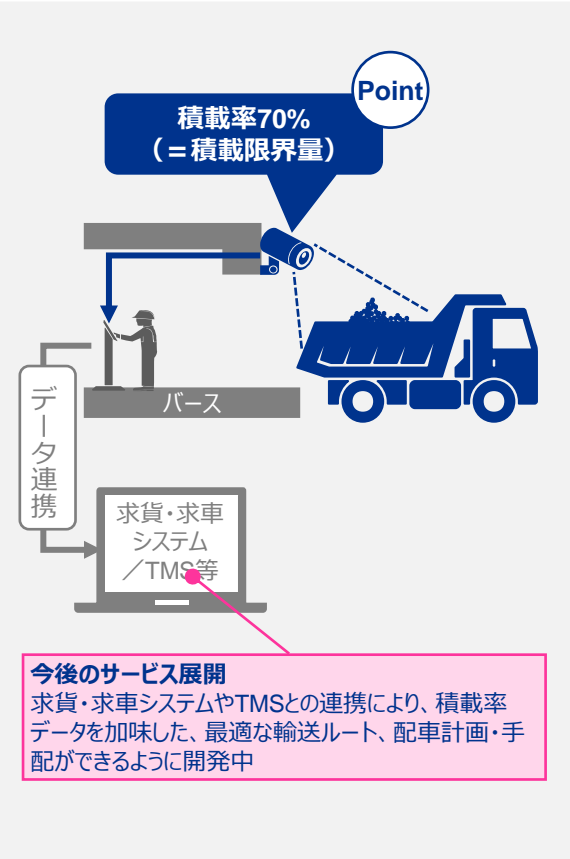 Point
積載率70%
（＝積載限界量）
バース
データ連携
求貨・求車
システム
／TMS等
今後のサービス展開
求貨・求車システムやTMSとの連携により、積載率
データを加味した、最適な輸送ルート、配車計画・手
配ができるように開発中